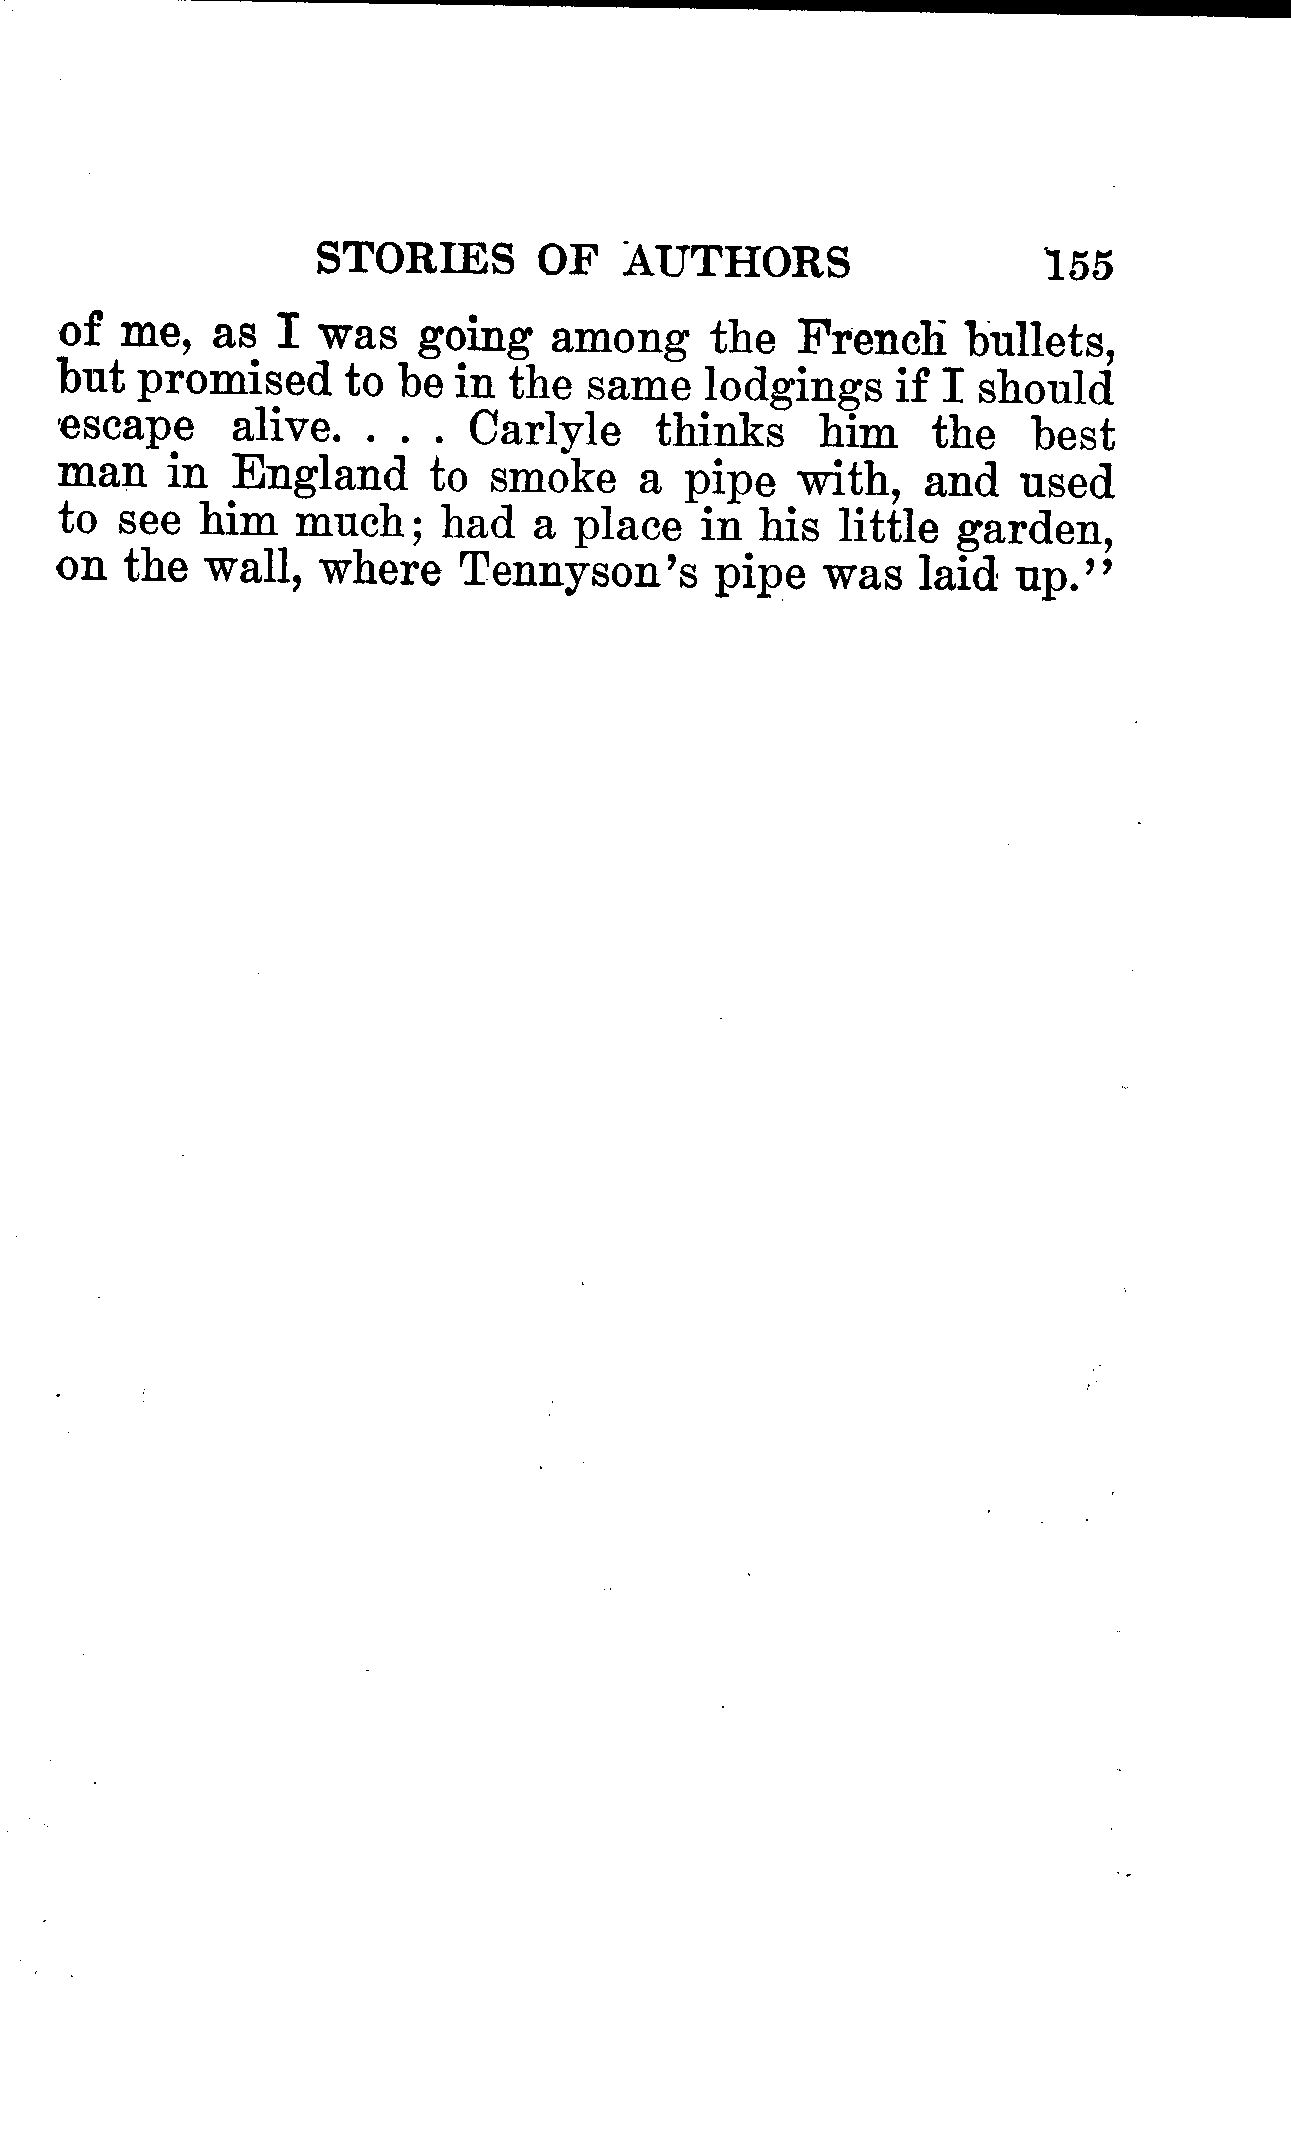 STORIES OF AUTHORS 155
of me, as I was going among the French bullets,
but promised to be in the same lodgings if I should
escape alive. . . . Carlyle thinks him the best
man in England to smoke a pipe with, and used
to see him much; had a place in his little garden,
on the wall, where Tennyson's pipe was laid up."